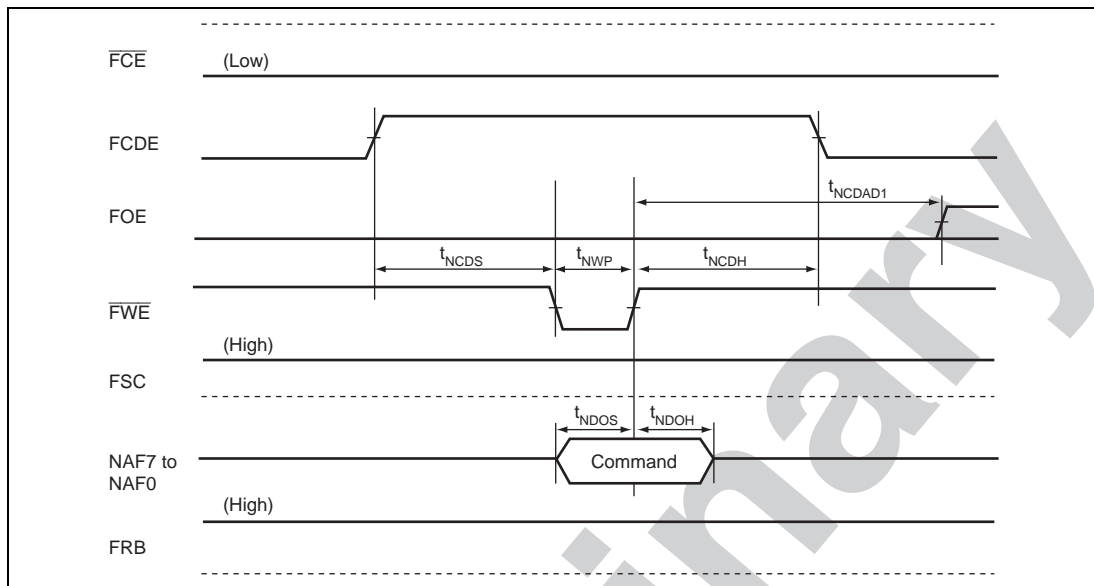 FCE (Low)
FCDE
tNCDAD1
FOE
tNCDS tNWP tNCDH
FWE
(High)
FSC
tNDOS tNDOH
NAF7 to
NAF0
Command
(High)
FRB
inary